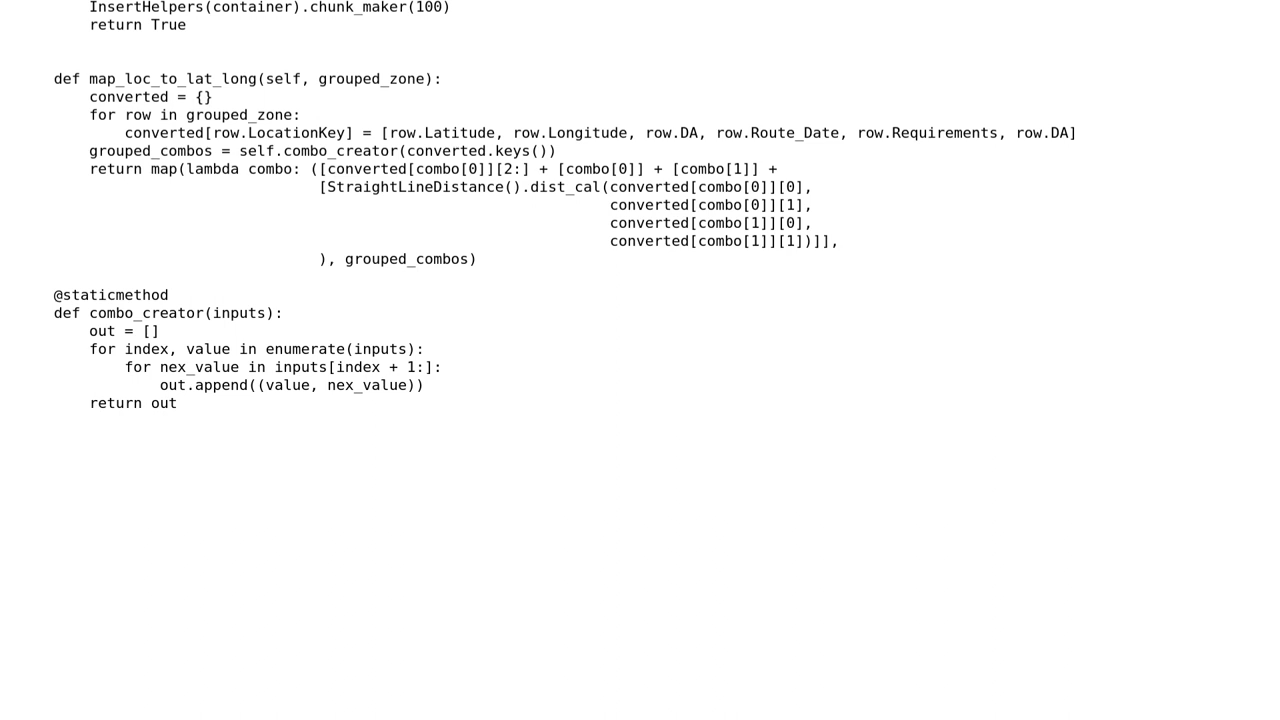 InsertHelpers(container).chunk_maker(100)
return True
def map_loc_to_lat_long(self, grouped_zone):
converted = {}
for row in grouped_zone:
converted[row.LocationKey] = [row.Latitude, row.Longitude, row.DA, row.Route_Date, row.Requirements, row.DA]
grouped_combos = self.combo_creator(converted.keys())
return map(lambda combo: ([converted[combo[0]][2:] + [combo[0]] + [combo[1]] +
[StraightLineDistance().dist_cal(converted[combo[0]][0],
converted[combo[0]][1],
converted[combo[1]][0],
converted[combo[1]][1])]],
), grouped_combos)
@staticmethod
def combo_creator(inputs):
out = []
for index, value in enumerate(inputs):
for nex_value in inputs[index + 1:]:
out.append((value, nex_value))
return out